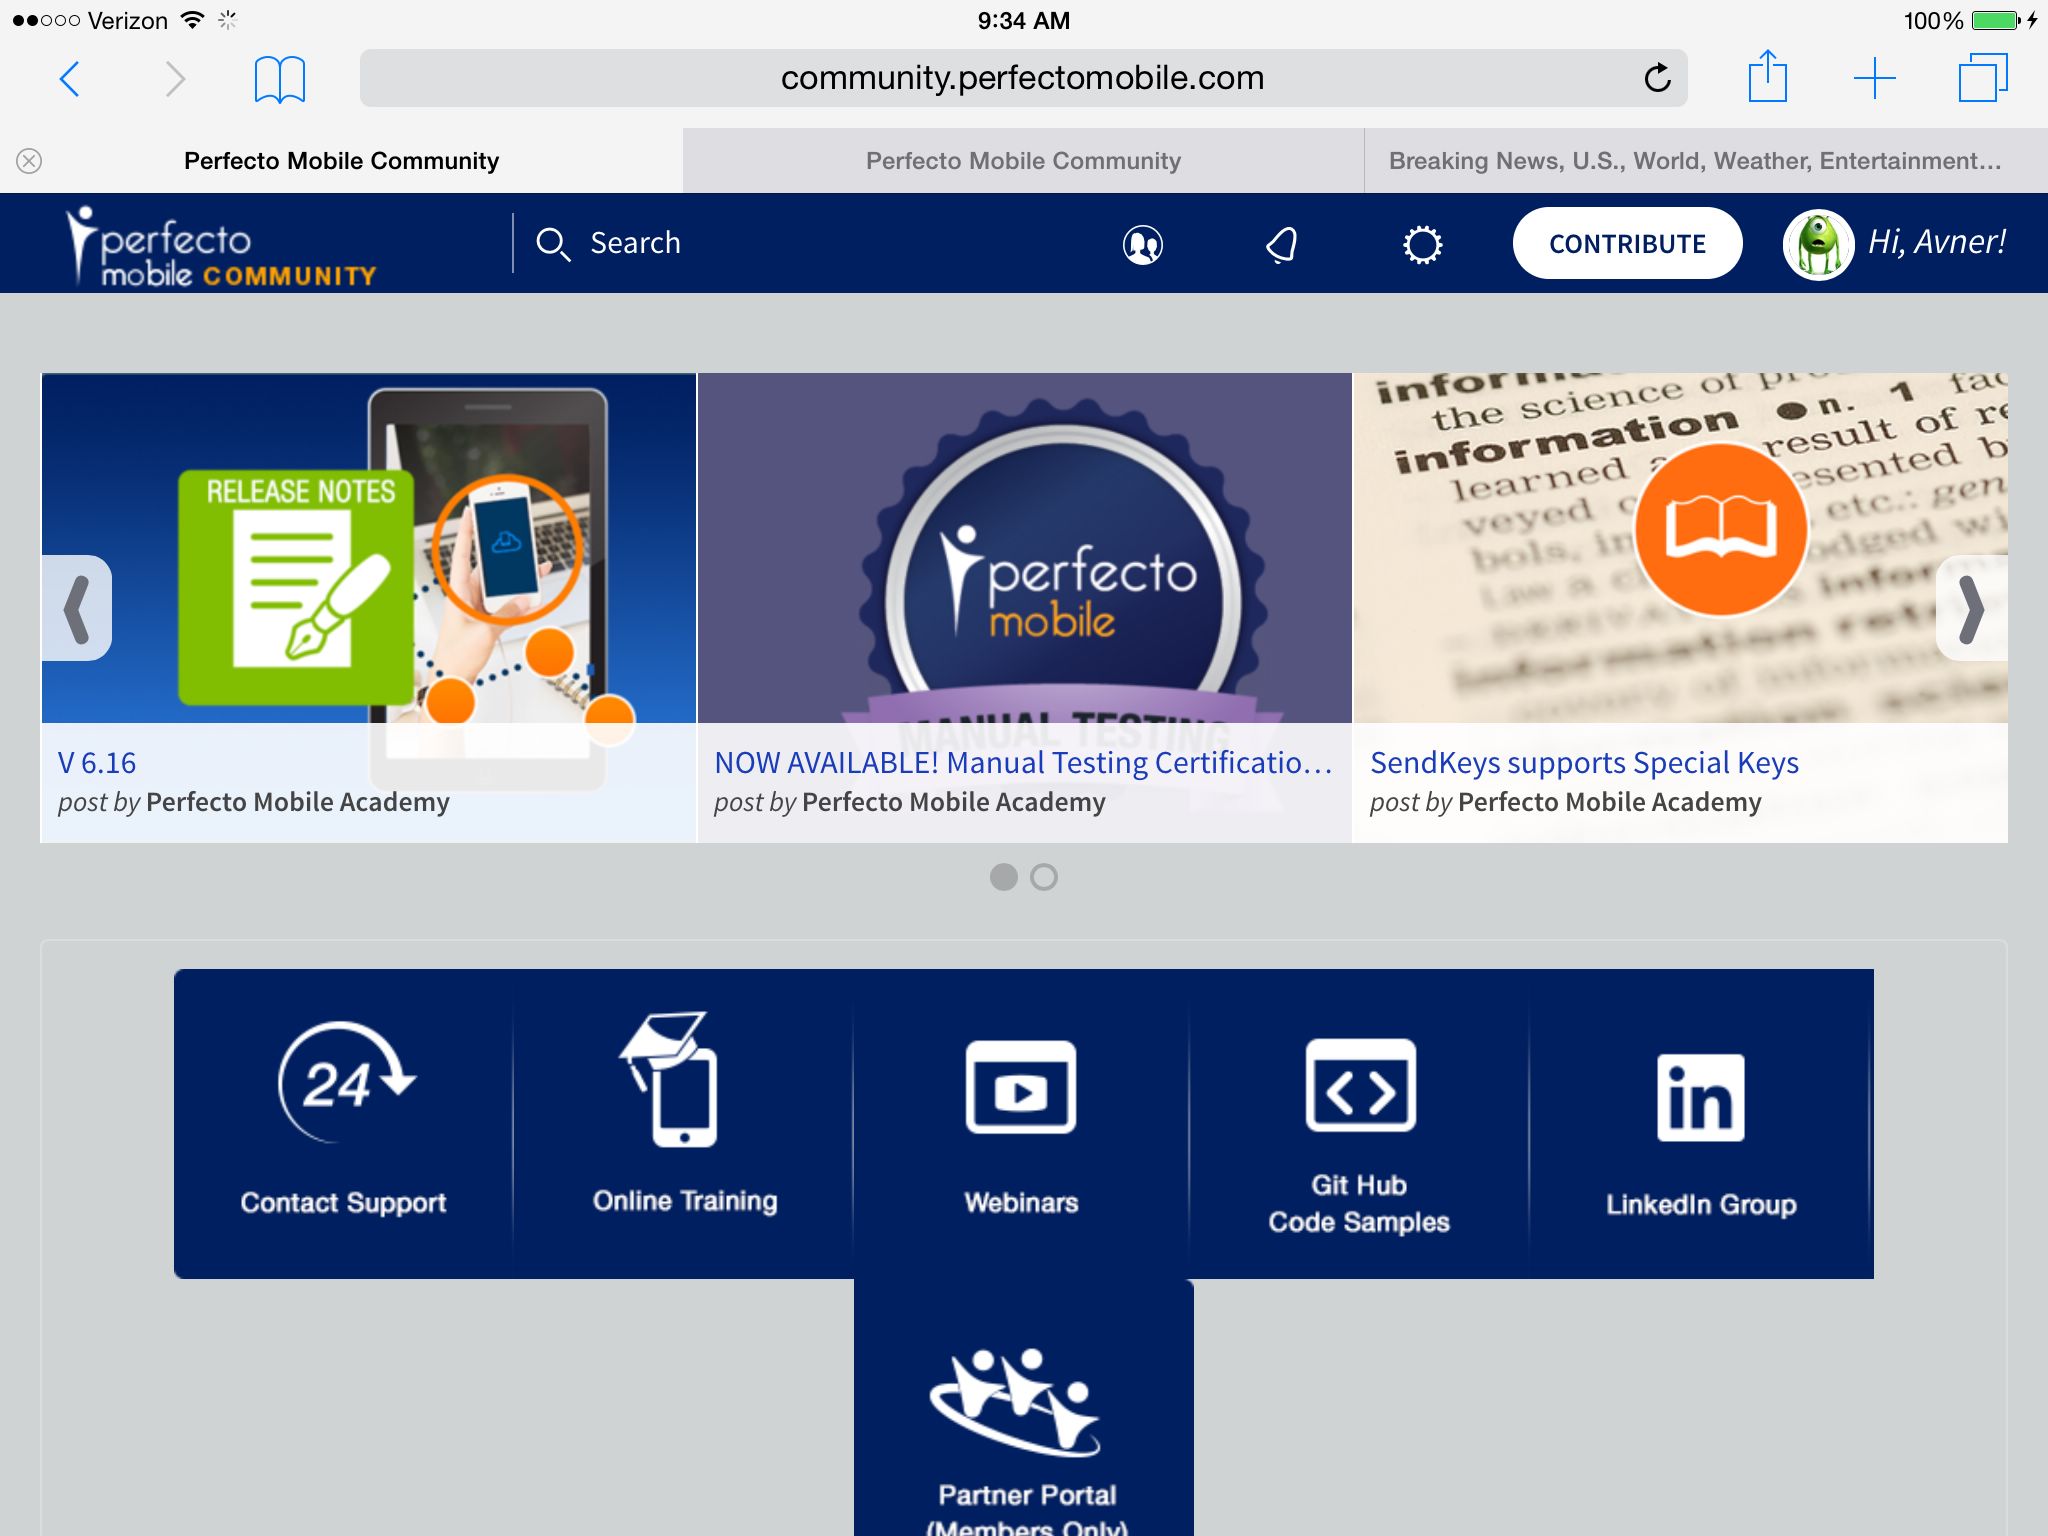 Verizon
9:34 AM
100%
community.perfectomobile.com
Perfecto Mobile Community
Perfecto Mobile Community
Breaking News, U.S., World, Weather, Entertainment…
perfecto
mobile COMMUNITY
Search
CONTRIBUTE
Hi, Avner!
RELEASE NOTES
V 6.16
post by Perfecto Mobile Academy
perfecto
mobile
MANUAL TESTING
NOW AVAILABLE! Manual Testing Certificatio…
post by Perfecto Mobile Academy
the science of
information n. 1
result of
learned
veyed etc.:
bols,
SendKeys supports Special Keys
post by Perfecto Mobile Academy
24
Contact Support
Online Training
Webinars
Git Hub
Code Samples
in
LinkedIn Group
Partner Portal
(Members Only)